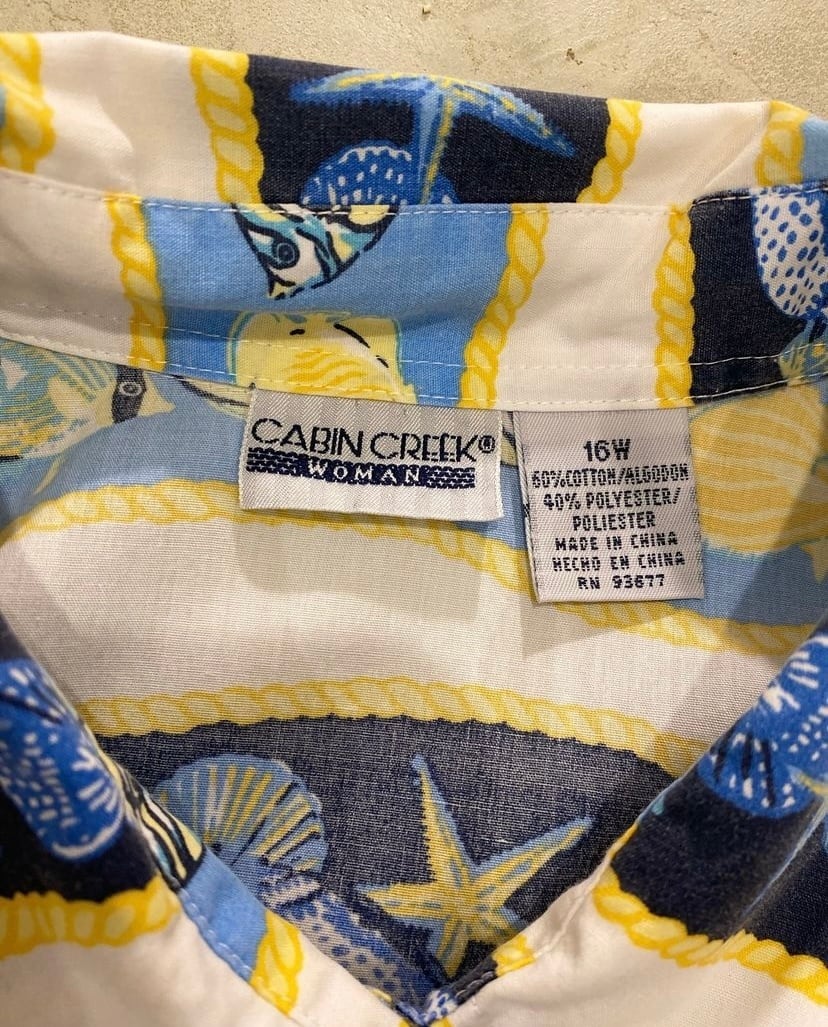 CABIN CREEK®
WOMAN
16W
60%COTTON/ALGODON
40% POLYESTER/
POLIESTER
MADE IN CHINA
HECHO EN CHINA
RN 93677